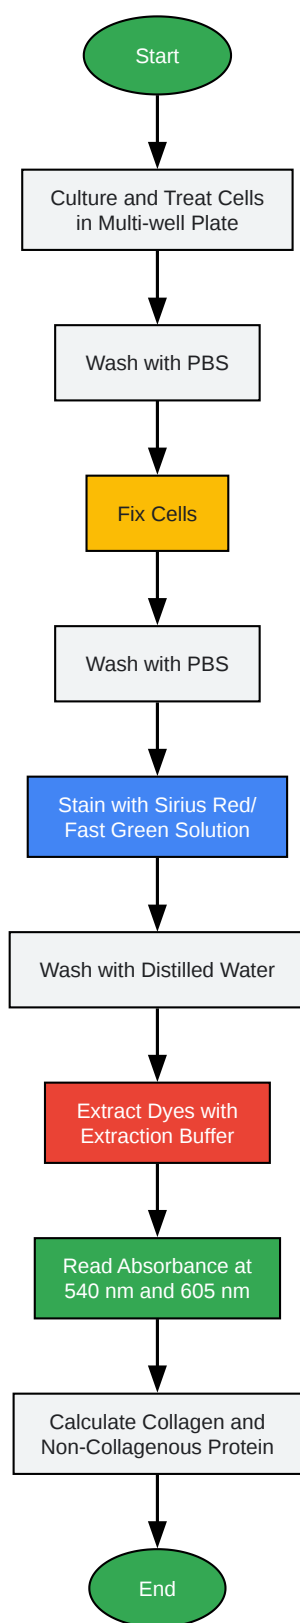 Start
Culture and Treat Cells
in Multi-well Plate
Wash with PBS
Fix Cells
Wash with PBS
Stain with Sirius Red/
Fast Green Solution
Wash with Distilled Water
Extract Dyes with
Extraction Buffer
Read Absorbance at
540 nm and 605 nm
Calculate Collagen and
Non-Collagenous Protein
End